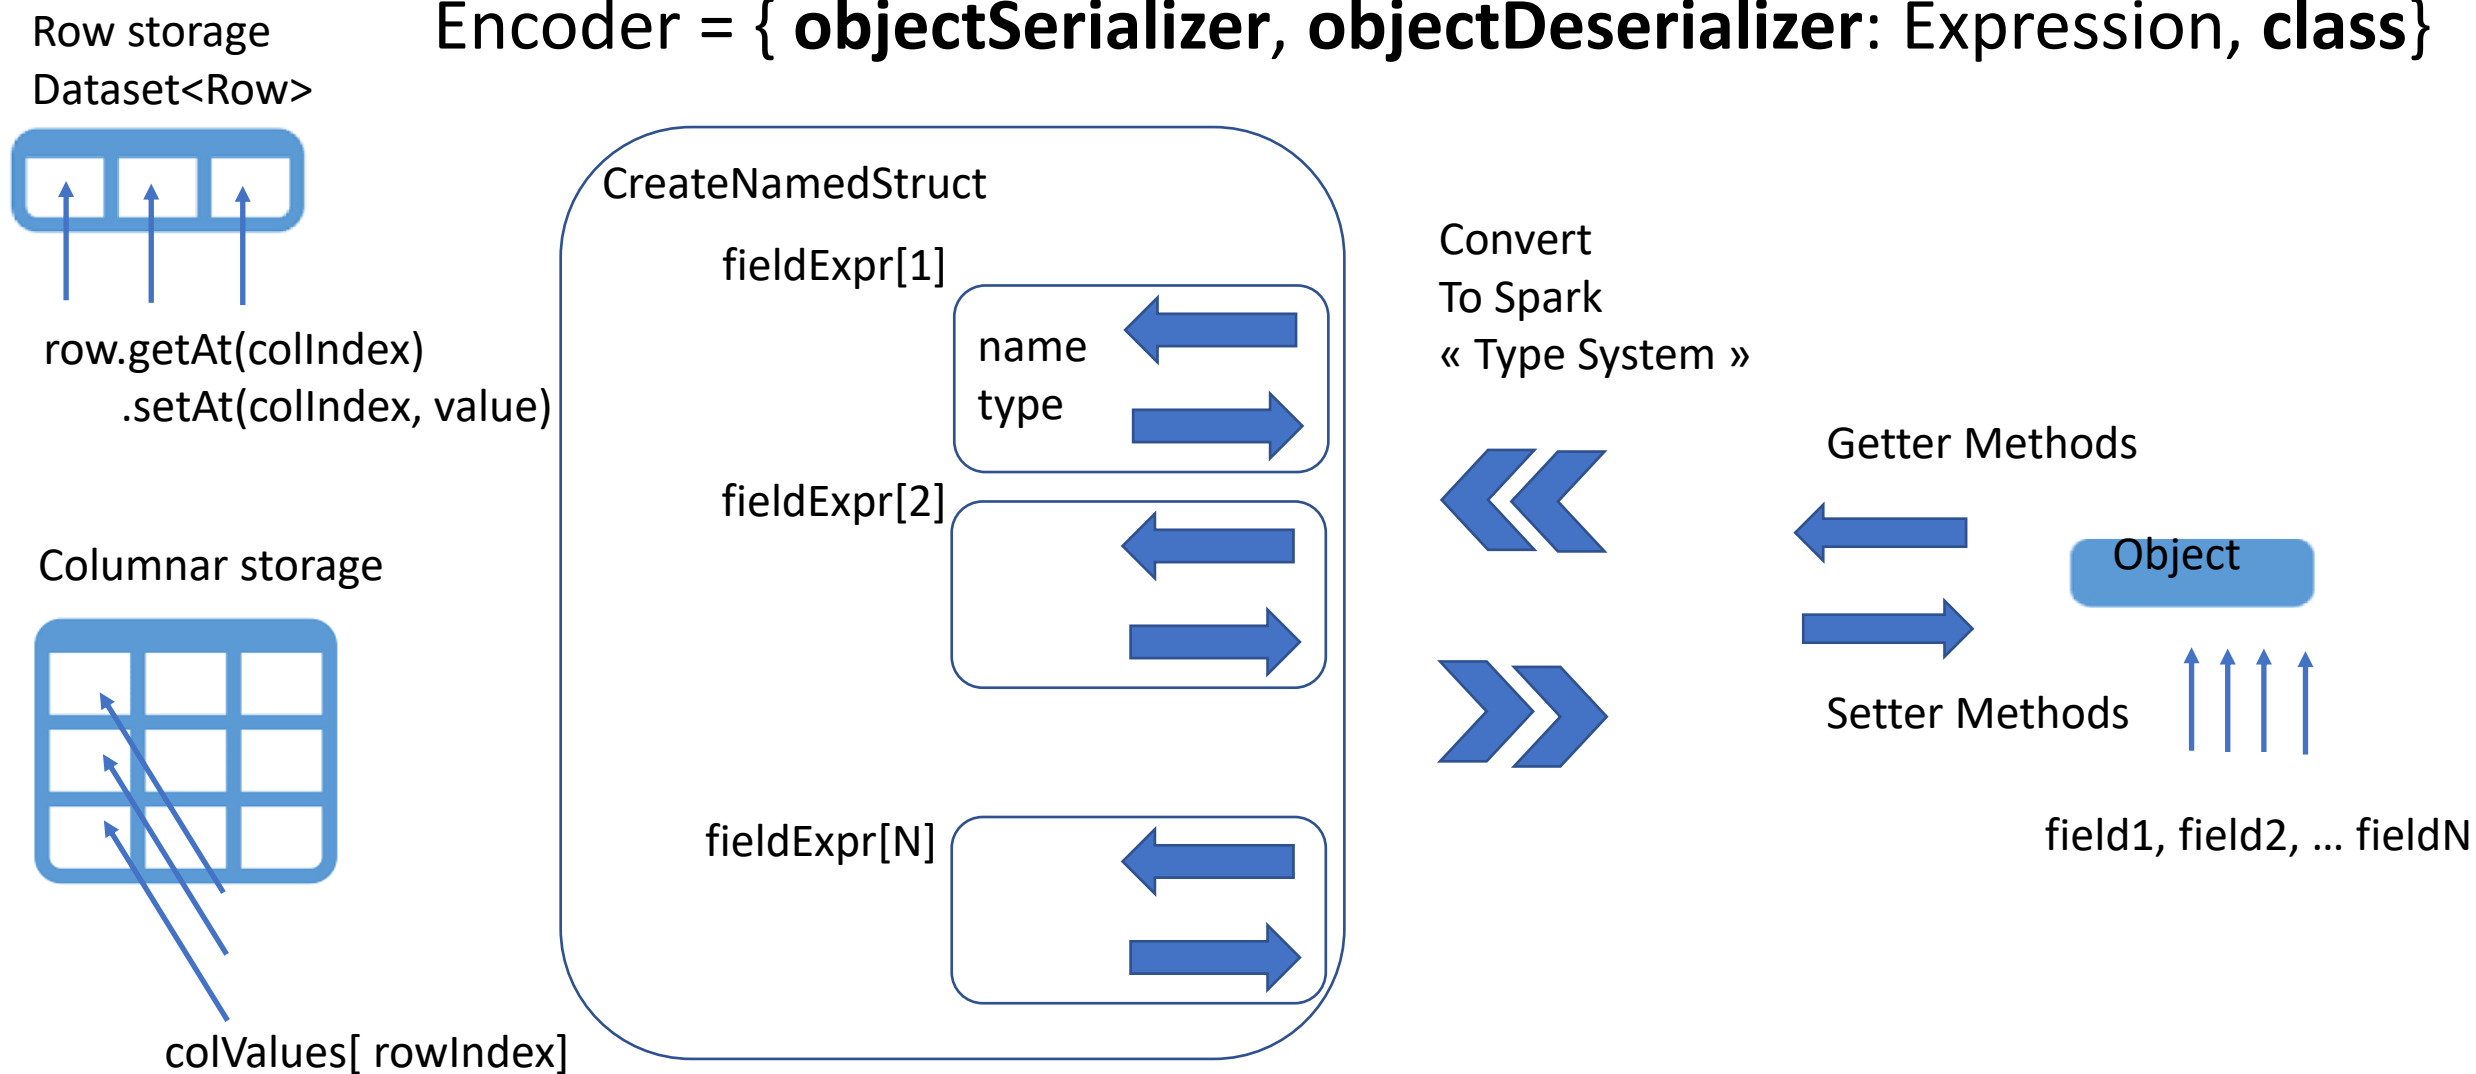 Encoder = { objectSerializer, objectDeserializer: Expression, class}
Row storage
Dataset<Row>
row.getAt(colIndex)
.setAt(colIndex, value)
Columnar storage
colValues[ rowIndex]
CreateNamedStruct
fieldExpr[1]
name
type
fieldExpr[2]
fieldExpr[N]
Convert
To Spark
« Type System »
Getter Methods
Object
Setter Methods
field1, field2, … fieldN